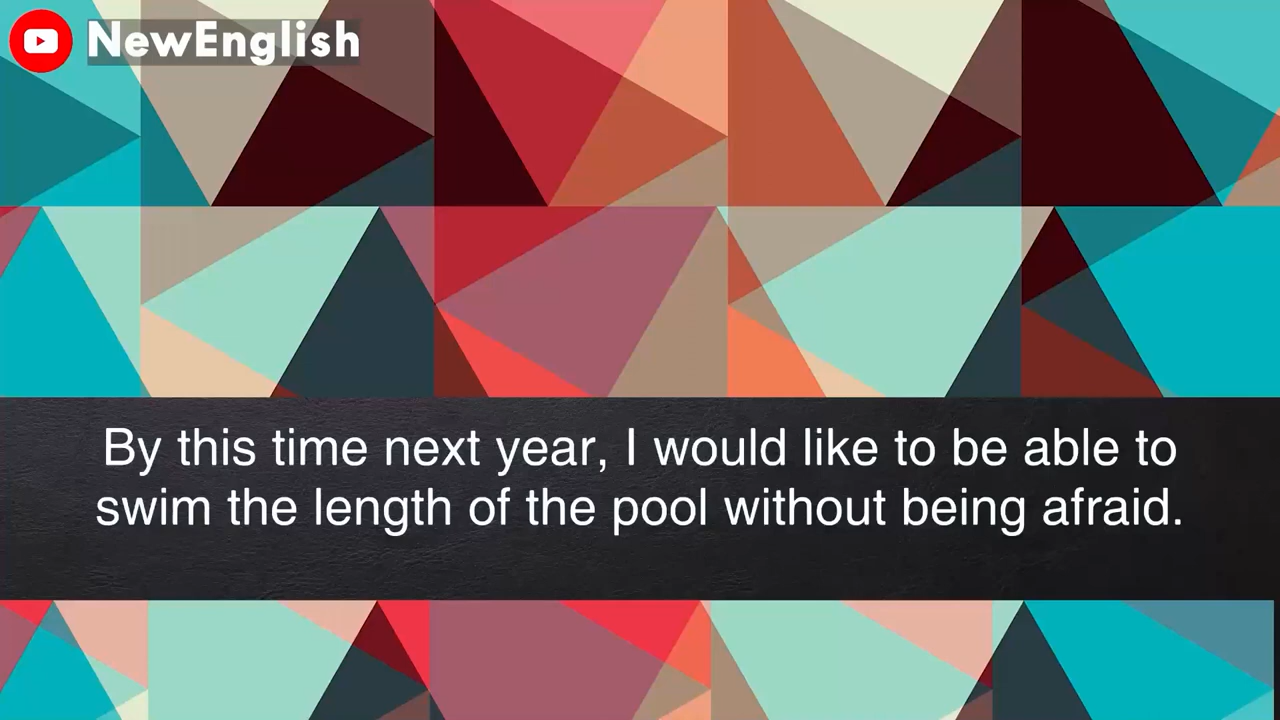 NewEnglish
By this time next year, I would like to be able to
swim the length of the pool without being afraid.